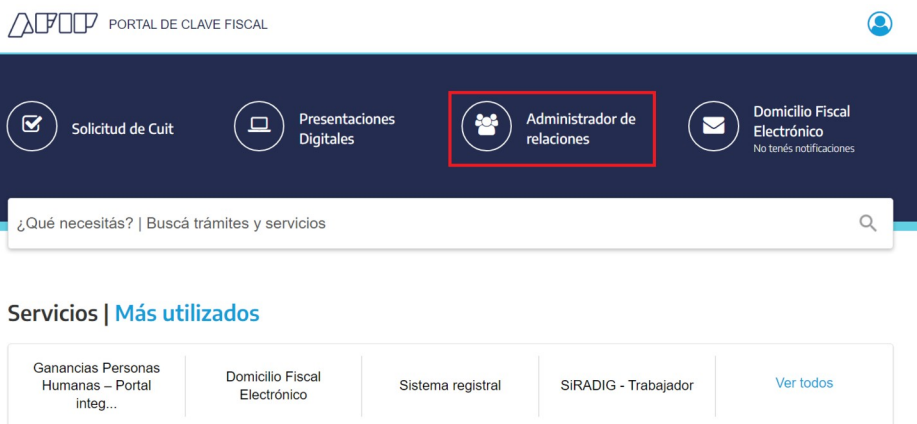 AFIP PORTAL DE CLAVE FISCAL
Solicitud de Cuit
Presentaciones
Digitales
Administrador de
relaciones
Domicilio Fiscal
Electrónico
No tenés notificaciones
¿Qué necesitás? | Buscá trámites y servicios
Servicios | Más utilizados
Ganancias Personas
Humanas – Portal
integ...
Domicilio Fiscal
Electrónico
Sistema registral
SiRADIG - Trabajador
Ver todos